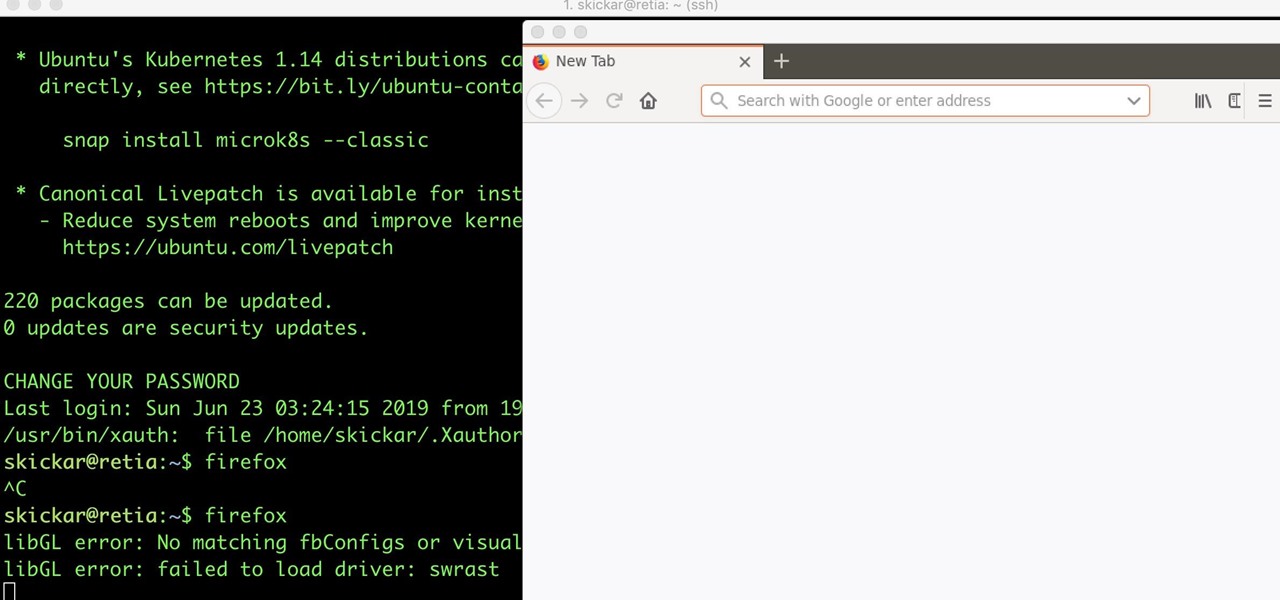 1. skickar@retia: ~ (ssh)
* Ubuntu's Kubernetes 1.14 distributions ca
directly, see https://bit.ly/ubuntu-conta
snap install microk8s --classic
* Canonical Livepatch is available for inst
- Reduce system reboots and improve kerne
https://ubuntu.com/livepatch
220 packages can be updated.
0 updates are security updates.
CHANGE YOUR PASSWORD
Last login: Sun Jun 23 03:24:15 2019 from 19
/usr/bin/xauth:  file /home/skickar/.Xauthor
skickar@retia:~$ firefox
^C
skickar@retia:~$ firefox
libGL error: No matching fbConfigs or visual
libGL error: failed to load driver: swrast
New Tab
Search with Google or enter address